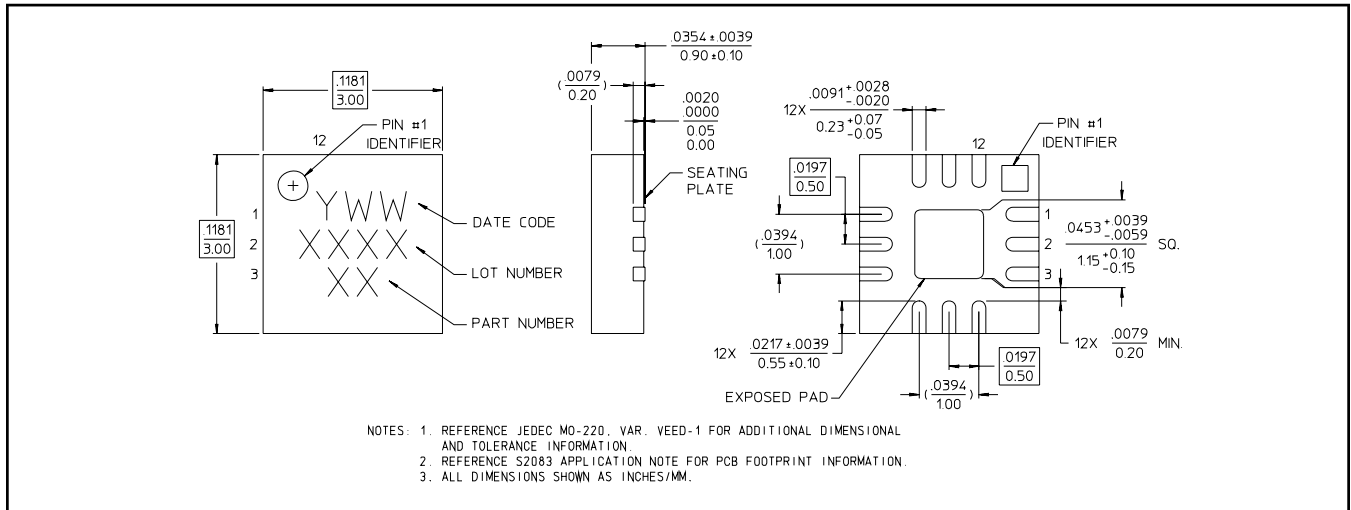 .1181
3.00
12
PIN #1
IDENTIFIER
.1181
3.00
1
2
3
Y W W
X X X X
X X
DATE CODE
LOT NUMBER
PART NUMBER
.0354 ±.0039
0.90 ±0.10
( .0079
0.20 )
.0020
.0000
0.05
0.00
SEATING
PLATE
12X .0091 +.0028
-.0020
0.23 +0.07
-0.05
12
PIN #1
IDENTIFIER
.0197
0.50
( .0394
1.00 )
1
2
3
.0453 +.0039
-.0059 SQ.
1.15 +0.10
-0.15
12X .0217 ±.0039
0.55 ±0.10
12X .0079 MIN.
0.20
.0197
0.50
( .0394 )
1.00
EXPOSED PAD
NOTES: 1. REFERENCE JEDEC MO-220, VAR. VEED-1 FOR ADDITIONAL DIMENSIONAL
AND TOLERANCE INFORMATION.
2. REFERENCE S2083 APPLICATION NOTE FOR PCB FOOTPRINT INFORMATION.
3. ALL DIMENSIONS SHOWN AS INCHES/MM.